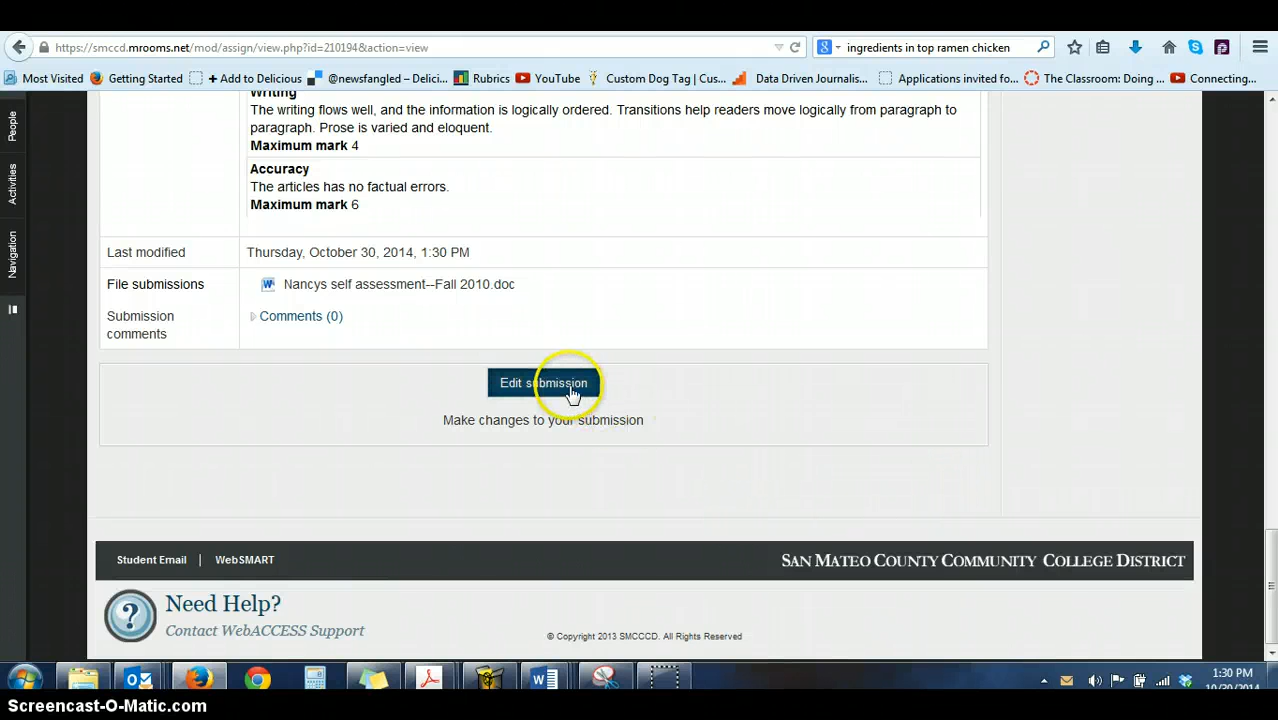 https://smccd.mrooms.net/mod/assign/view.php?id=210194&action=view
ingredients in top ramen chicken
Most Visited
Getting Started
+ Add to Delicious
@newsfangled – Delici...
Rubrics
YouTube
Custom Dog Tag | Cus...
Data Driven Journalis...
Applications invited fo...
The Classroom: Doing ...
Connecting...
People
Activities
Navigation
Writing
The writing flows well, and the information is logically ordered. Transitions help readers move logically from paragraph to
paragraph. Prose is varied and eloquent.
Maximum mark 4
Accuracy
The articles has no factual errors.
Maximum mark 6
Last modified
Thursday, October 30, 2014, 1:30 PM
File submissions
Nancys self assessment--Fall 2010.doc
Submission
comments
Comments (0)
Edit submission
Make changes to your submission
Student Email | WebSMART
SAN MATEO COUNTY COMMUNITY COLLEGE DISTRICT
Need Help?
Contact WebACCESS Support
© Copyright 2013 SMCCCD. All Rights Reserved
1:30 PM
Screencast-O-Matic.com